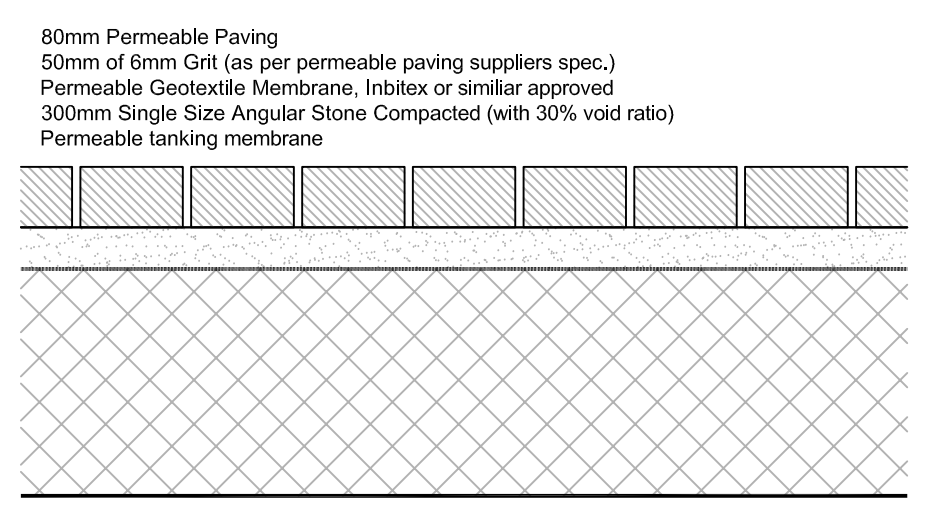 80mm Permeable Paving
50mm of 6mm Grit (as per permeable paving suppliers spec.)
Permeable Geotextile Membrane, Inbitex or similiar approved
300mm Single Size Angular Stone Compacted (with 30% void ratio)
Permeable tanking membrane